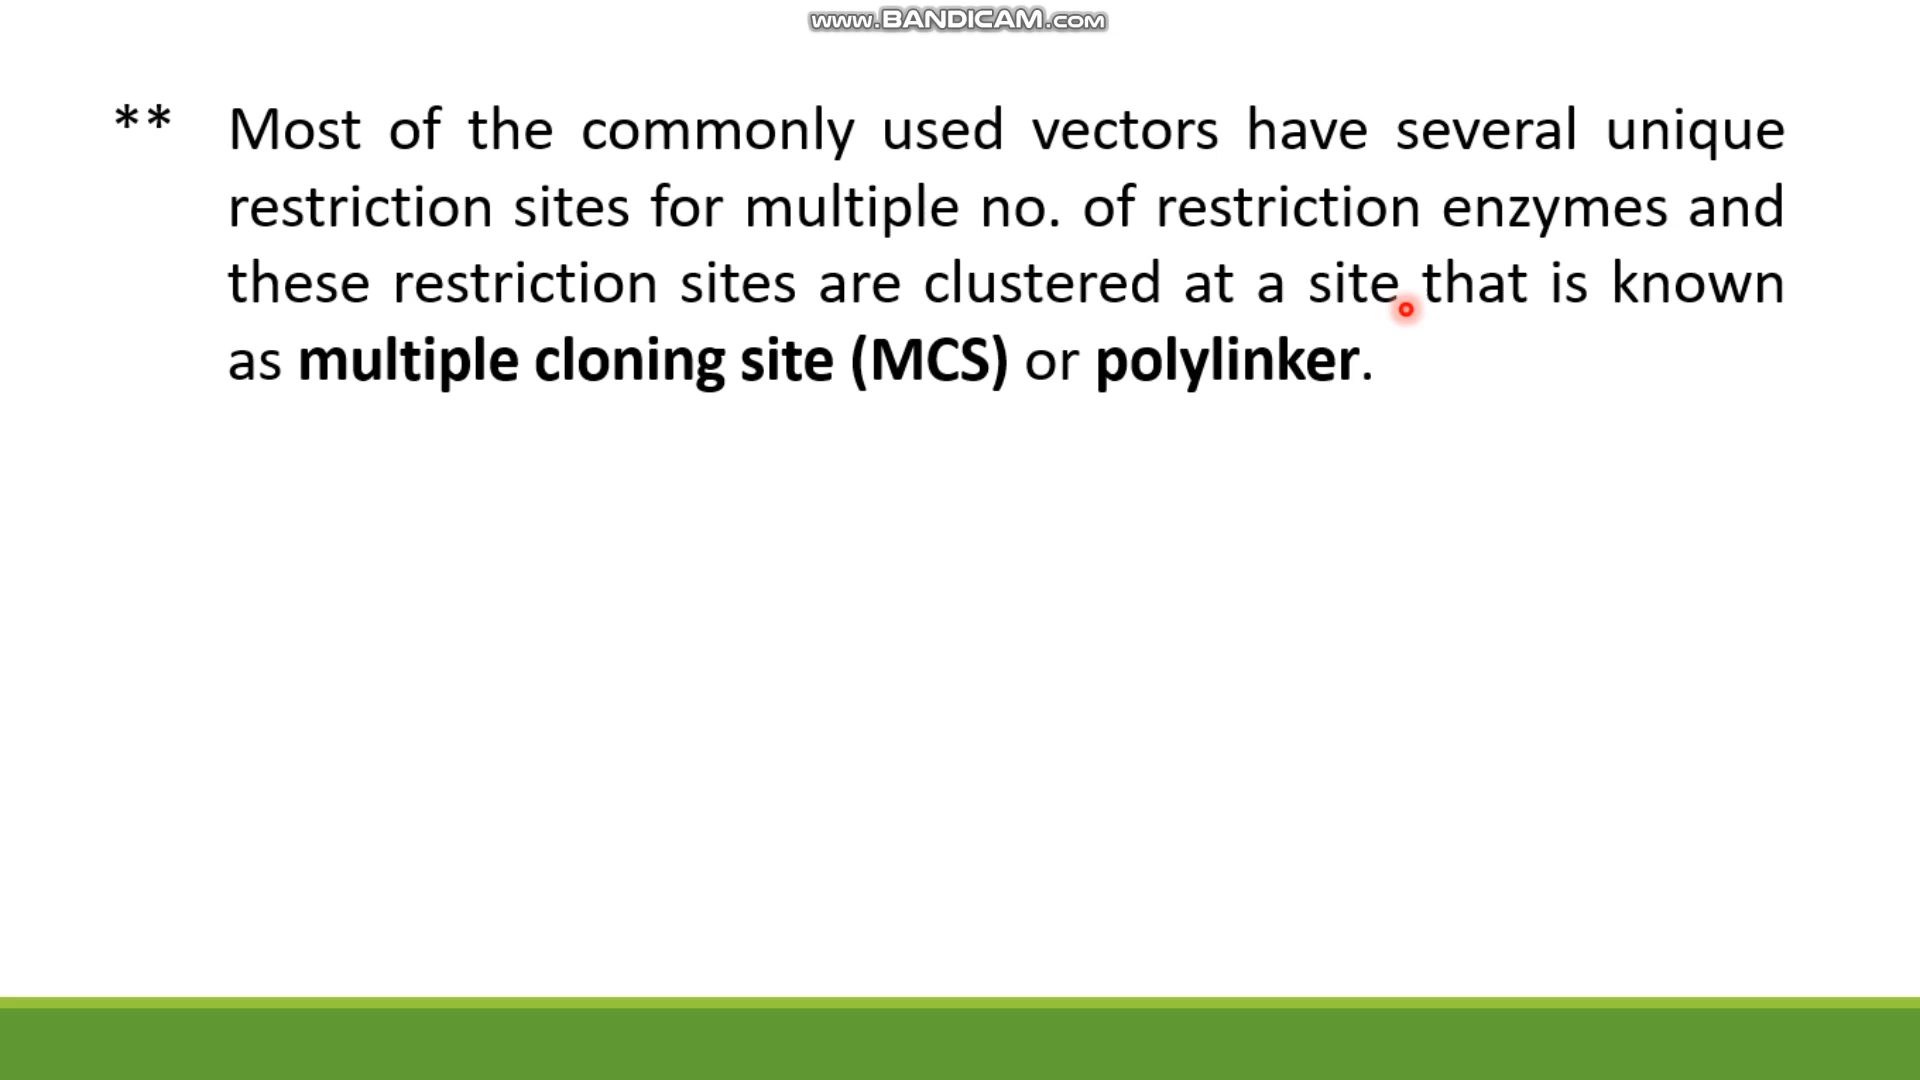 www.BANDICAM.com
** Most of the commonly used vectors have several unique
restriction sites for multiple no. of restriction enzymes and
these restriction sites are clustered at a site that is known
as multiple cloning site (MCS) or polylinker.